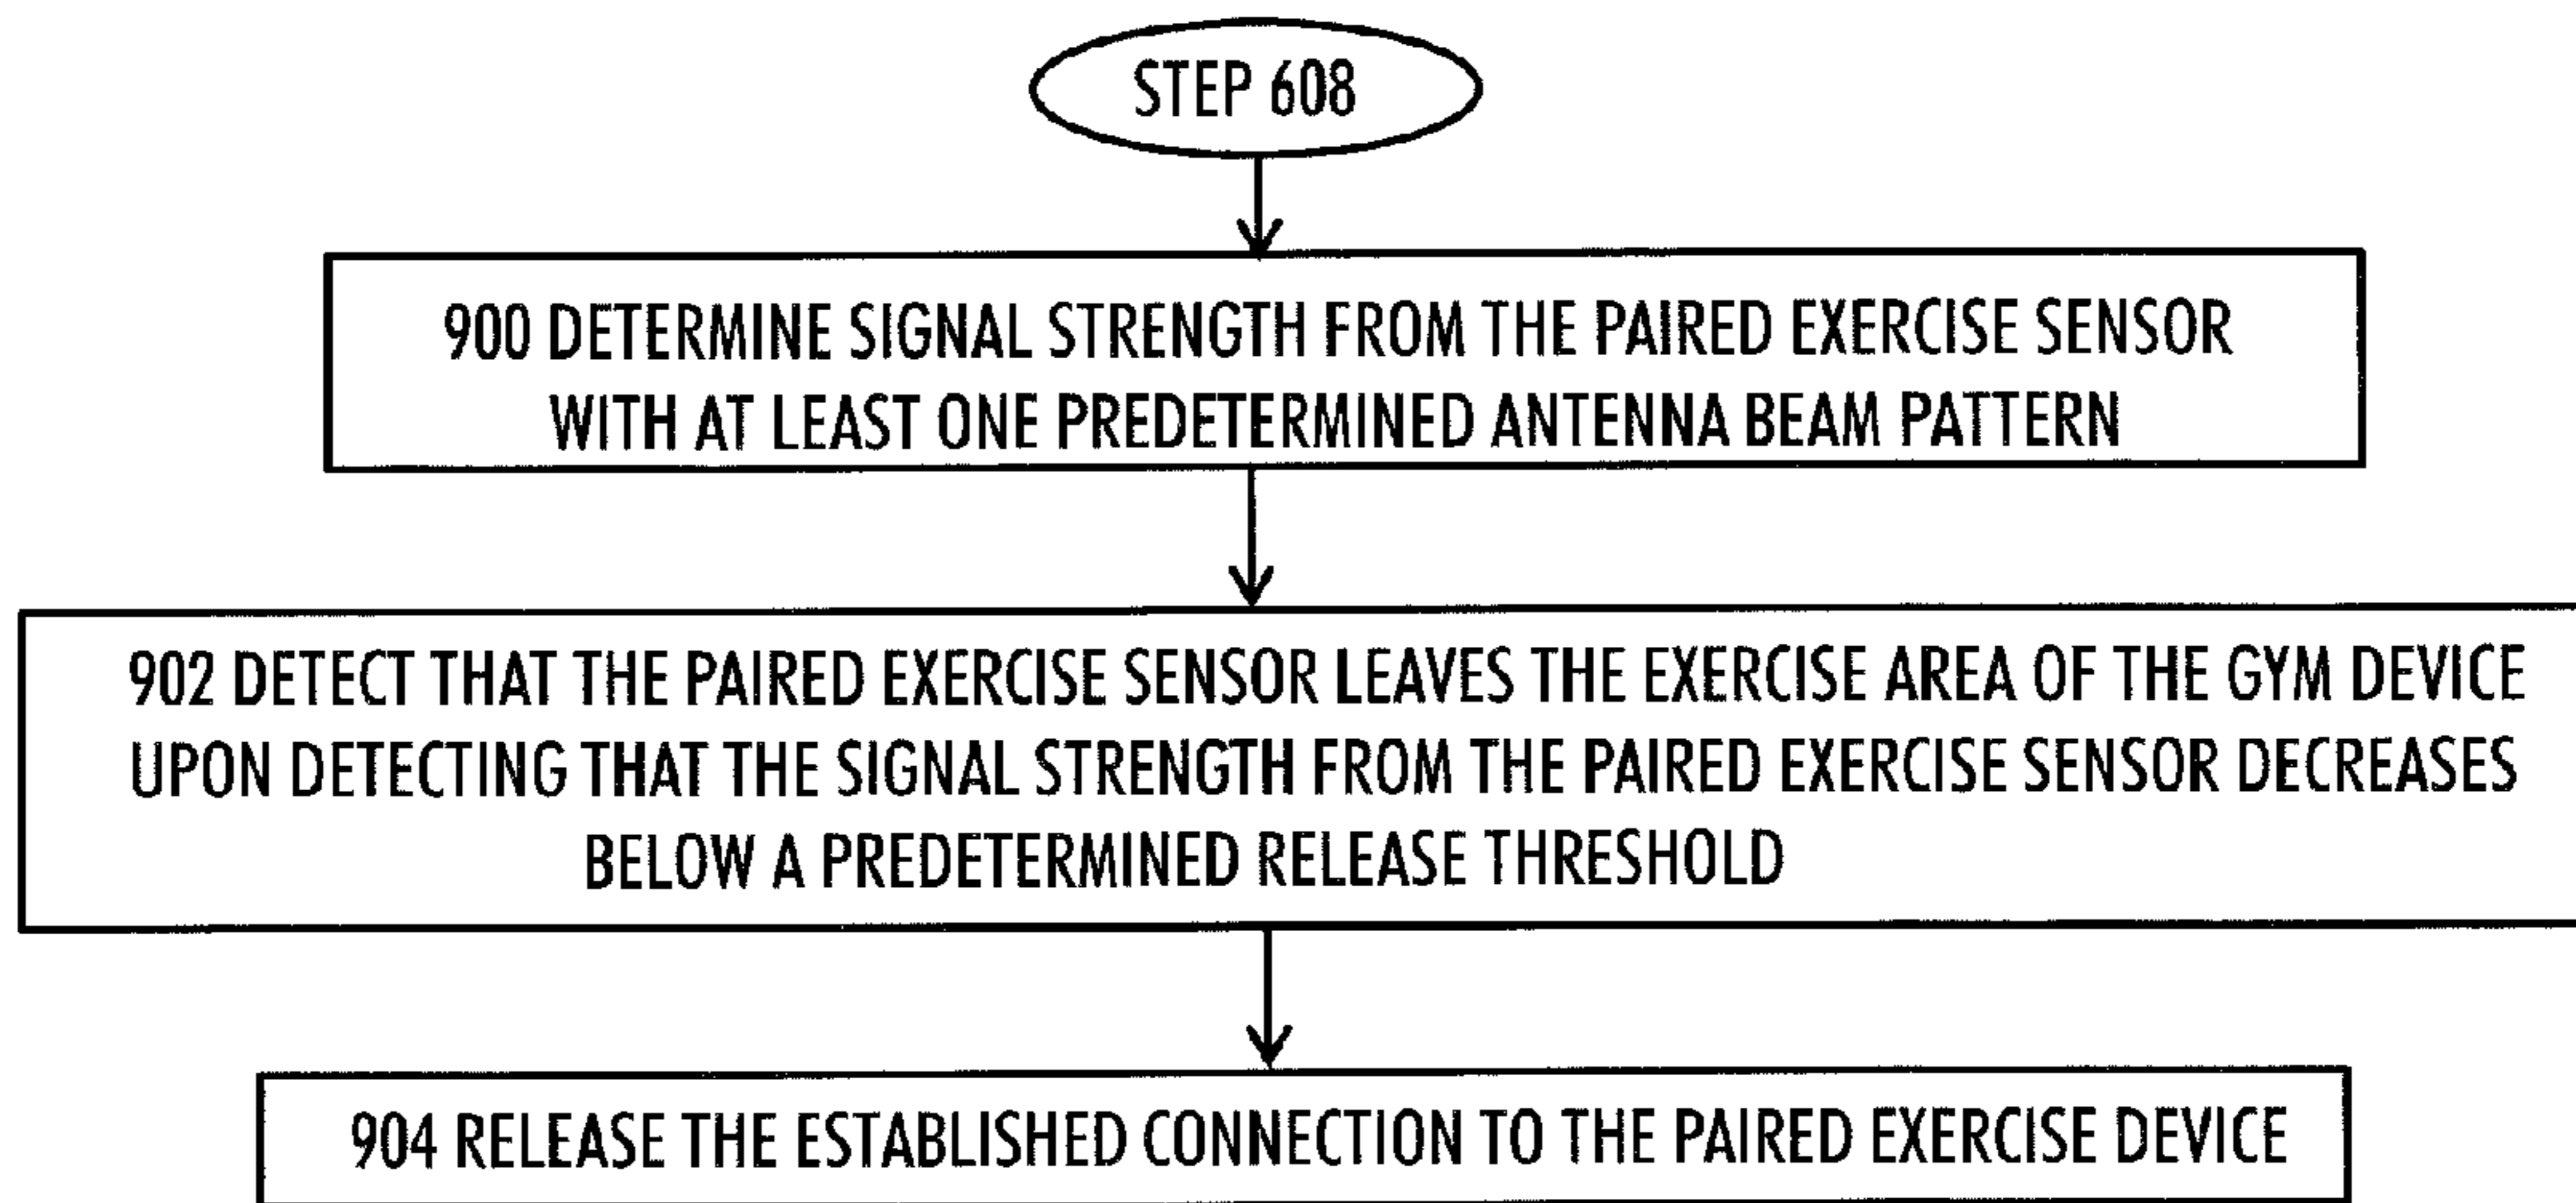 STEP 608
900 DETERMINE SIGNAL STRENGTH FROM THE PAIRED EXERCISE SENSOR
WITH AT LEAST ONE PREDETERMINED ANTENNA BEAM PATTERN
902 DETECT THAT THE PAIRED EXERCISE SENSOR LEAVES THE EXERCISE AREA OF THE GYM DEVICE
UPON DETECTING THAT THE SIGNAL STRENGTH FROM THE PAIRED EXERCISE SENSOR DECREASES
BELOW A PREDETERMINED RELEASE THRESHOLD
904 RELEASE THE ESTABLISHED CONNECTION TO THE PAIRED EXERCISE DEVICE